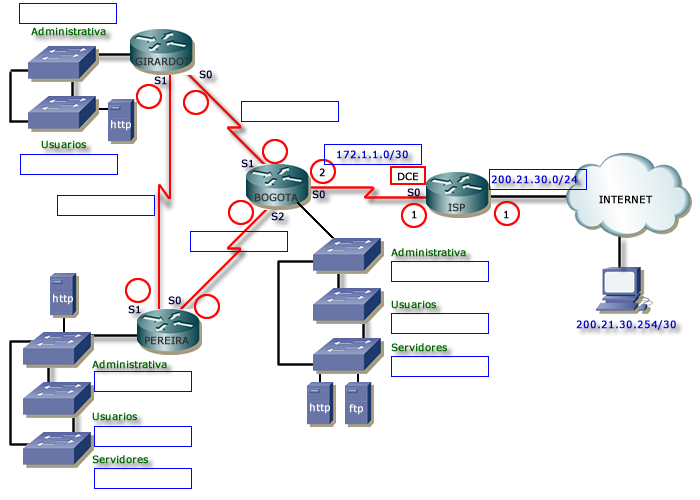 Administrativa
GIRARDOT
S1
S0
http
Usuarios
172.1.1.0/30
S1
2
DCE
200.21.30.0/24
BOGOTA
S0
S0
ISP
INTERNET
1
1
S2
Administrativa
http
S1
S0
Usuarios
200.21.30.254/30
PEREIRA
Servidores
Administrativa
http
ftp
Usuarios
Servidores